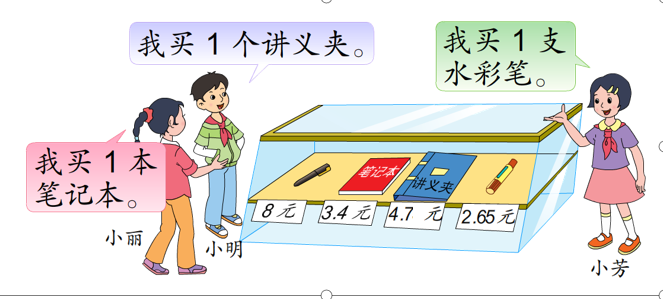 我买 1 个讲义夹。
我买 1 支
水彩笔。
我买 1 本
笔记本。
笔记本
讲义夹
8 元
3.4 元
4.7 元
2.65元
小丽
小明
小芳